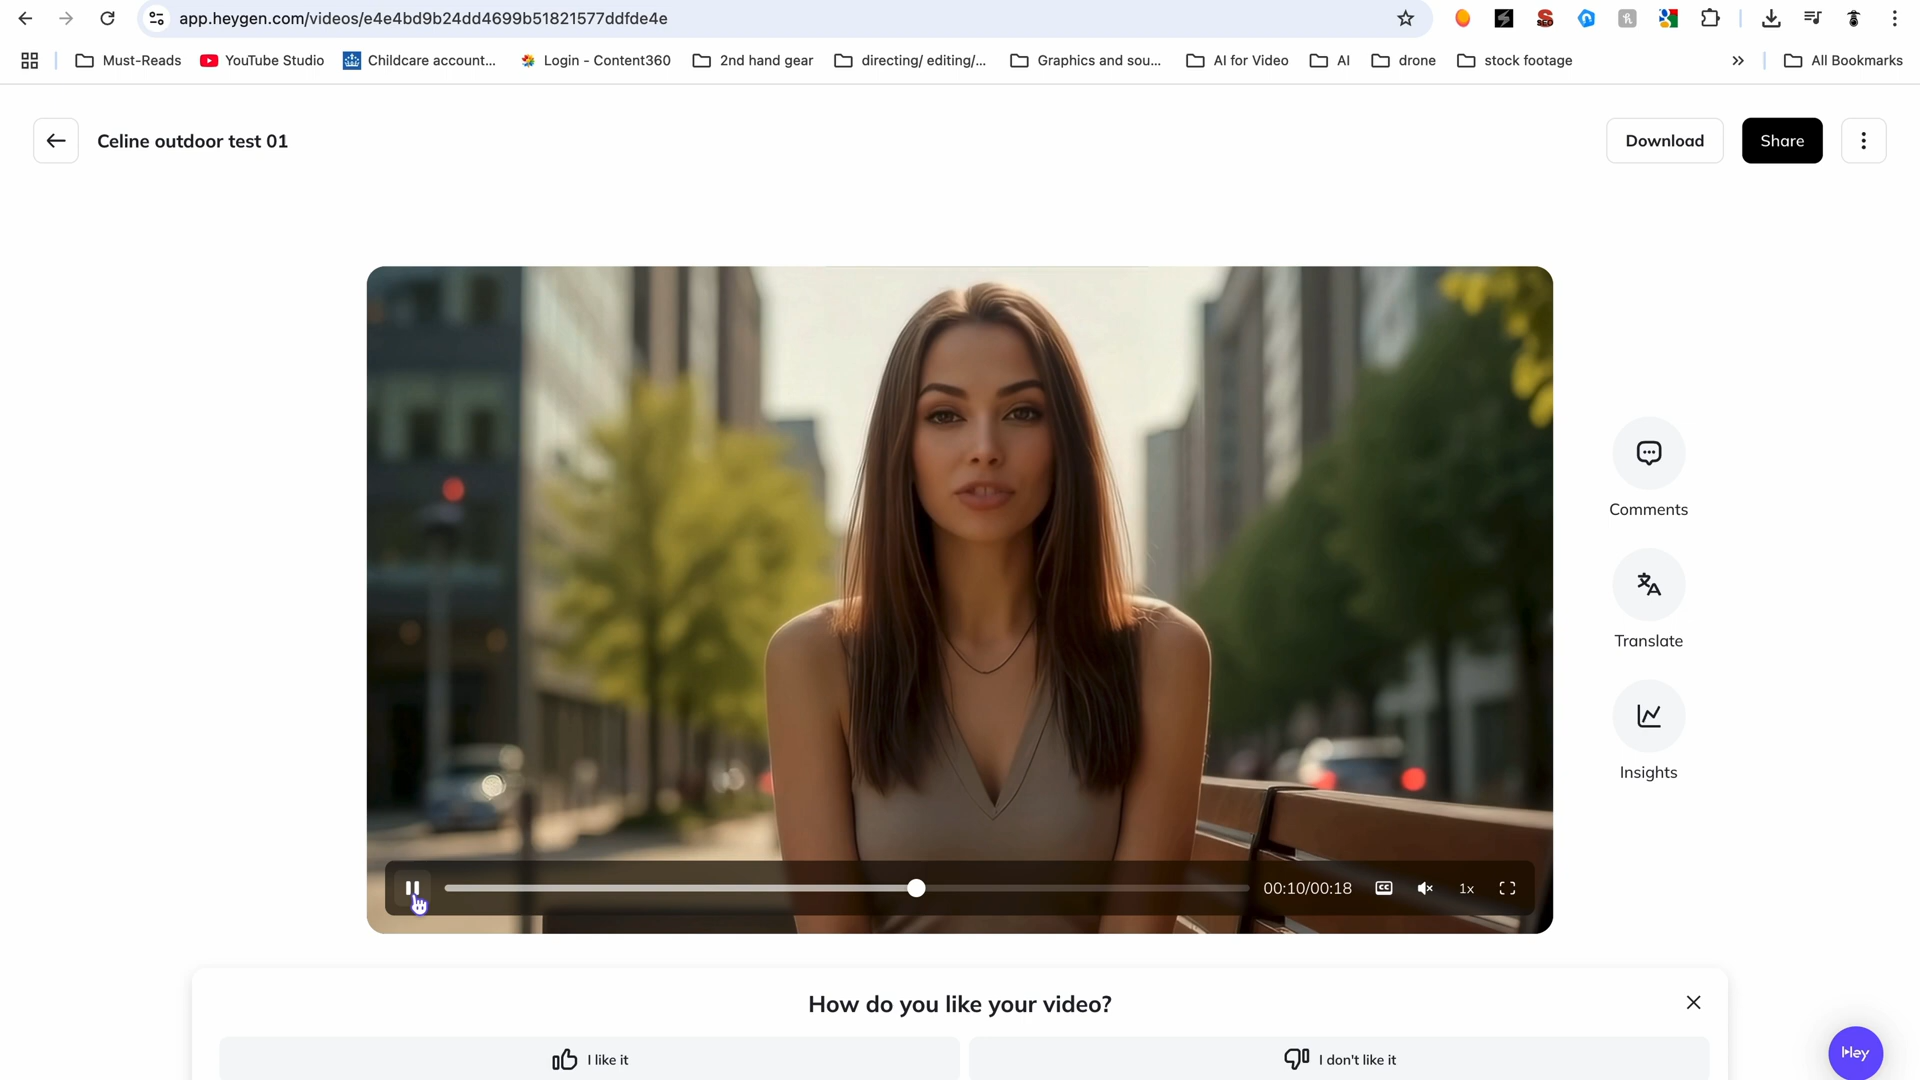 app.heygen.com/videos/e4e4bd9b24dd4699b51821577ddfde4e
Must-Reads YouTube Studio Childcare account... Login - Content360 2nd hand gear directing/ editing/... Graphics and sou... AI for Video AI drone stock footage » All Bookmarks
Celine outdoor test 01
Download Share
Comments
Translate
Insights
00:10/00:18 CC 1x
How do you like your video?
I like it I don't like it
Hey